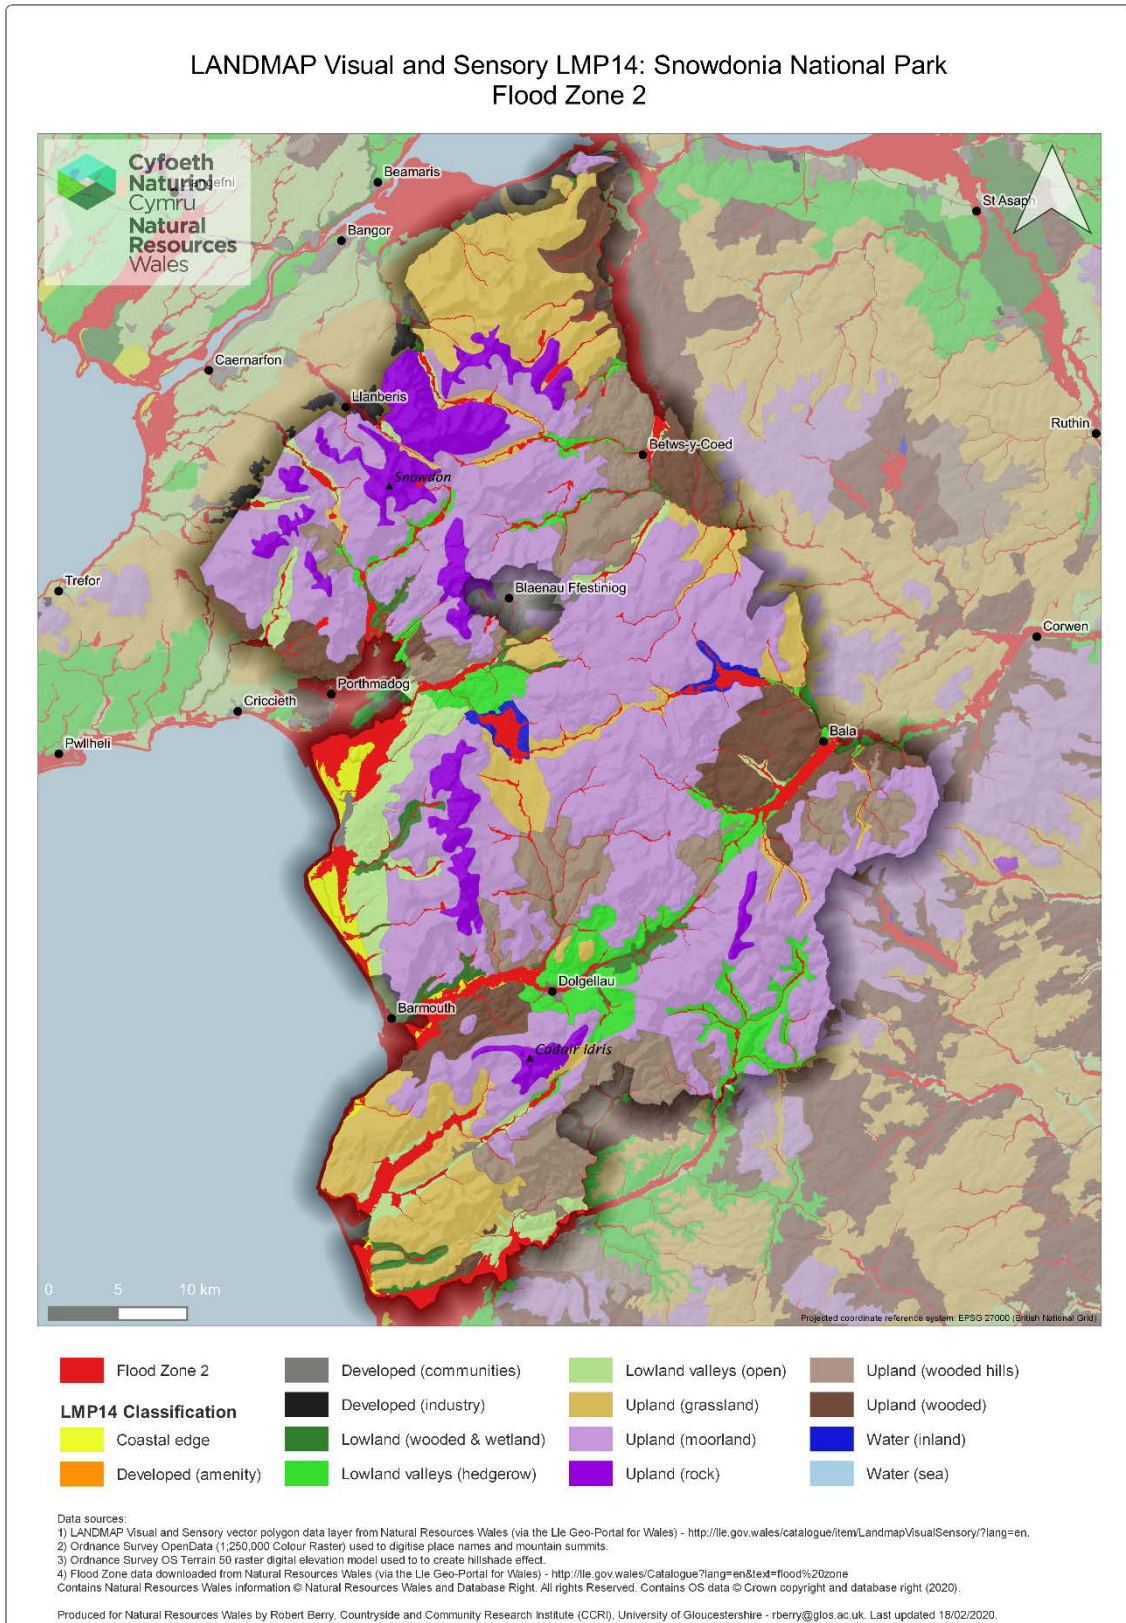 LANDMAP Visual and Sensory LMP14: Snowdonia National Park
Flood Zone 2
Cyfoeth
Naturiol
Cymru
Natural
Resources
Wales
Beamaris
Bangor
St Asaph
Caernarfon
Llanberis
Ruthin
Betws-y-Coed
Snowdon
Trefor
Blaenau Ffestiniog
Corwen
Porthmadog
Criccieth
Pwllheli
Bala
Dolgellau
Barmouth
Cadair Idris
0 5 10 km
Projected coordinate reference system: EPSG 27000 (British National Grid)
Flood Zone 2
LMP14 Classification
Coastal edge
Developed (amenity)
Developed (communities)
Developed (industry)
Lowland (wooded & wetland)
Lowland valleys (hedgerow)
Lowland valleys (open)
Upland (grassland)
Upland (moorland)
Upland (rock)
Upland (wooded hills)
Upland (wooded)
Water (inland)
Water (sea)
Data sources:
1) LANDMAP Visual and Sensory vector polygon data layer from Natural Resources Wales (via the Lle Geo-Portal for Wales) - http://lle.gov.wales/catalogue/item/LandmapVisualSensory/?lang=en.
2) Ordnance Survey OpenData (1;250,000 Colour Raster) used to digitise place names and mountain summits.
3) Ordnance Survey OS Terrain 50 raster digital elevation model used to to create hillshade effect.
4) Flood Zone data downloaded from Natural Resources Wales (via the Lle Geo-Portal for Wales) - http://lle.gov.wales/Catalogue?lang=en&text=flood%20zone
Contains Natural Resources Wales information © Natural Resources Wales and Database Right. All rights Reserved. Contains OS data © Crown copyright and database right (2020).
Produced for Natural Resources Wales by Robert Berry, Countryside and Community Research Institute (CCRI), University of Gloucestershire - rberry@glos.ac.uk. Last updated 18/02/2020.